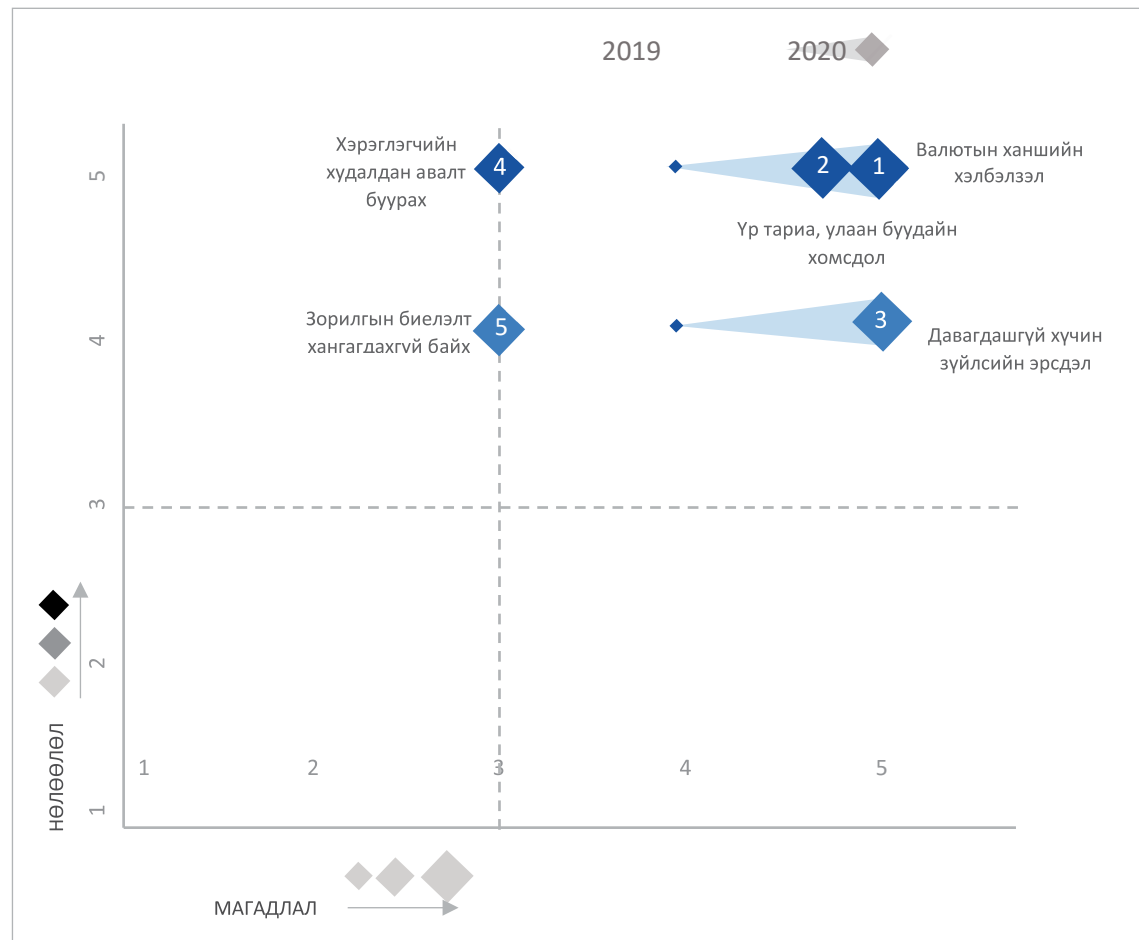 2019 2020
Хэрэглэгчийн
худалдан авалт
буурах
4
2
1
Валютын ханшийн
хэлбэлзэл
Үр тариа, улаан буудайн
хомсдол
Зорилгын биелэлт
хангагдахгүй байх
5
3
Давагдашгүй хүчин
зүйлсийн эрсдэл
5
4
3
2
1
НӨЛӨӨЛӨЛ
1 2 3 4 5
МАГАДЛАЛ